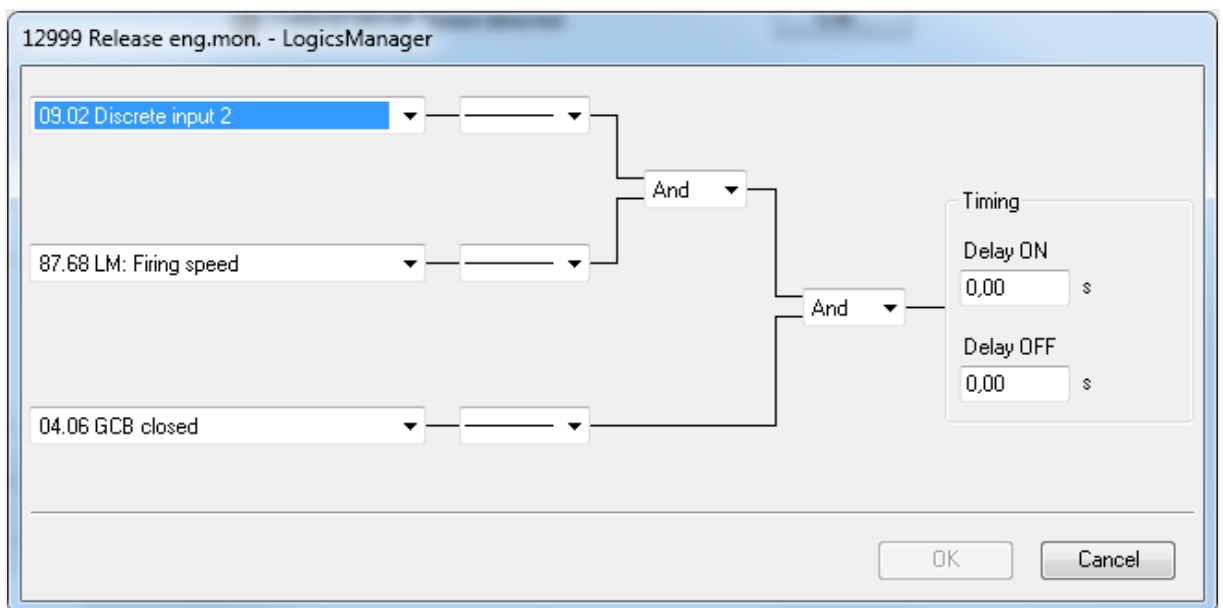 12999 Release eng.mon. - LogicsManager
09.02 Discrete input 2
And
Timing
Delay ON
87.68 LM: Firing speed
0,00 s
And
Delay OFF
0,00 s
04.06 GCB closed
OK
Cancel